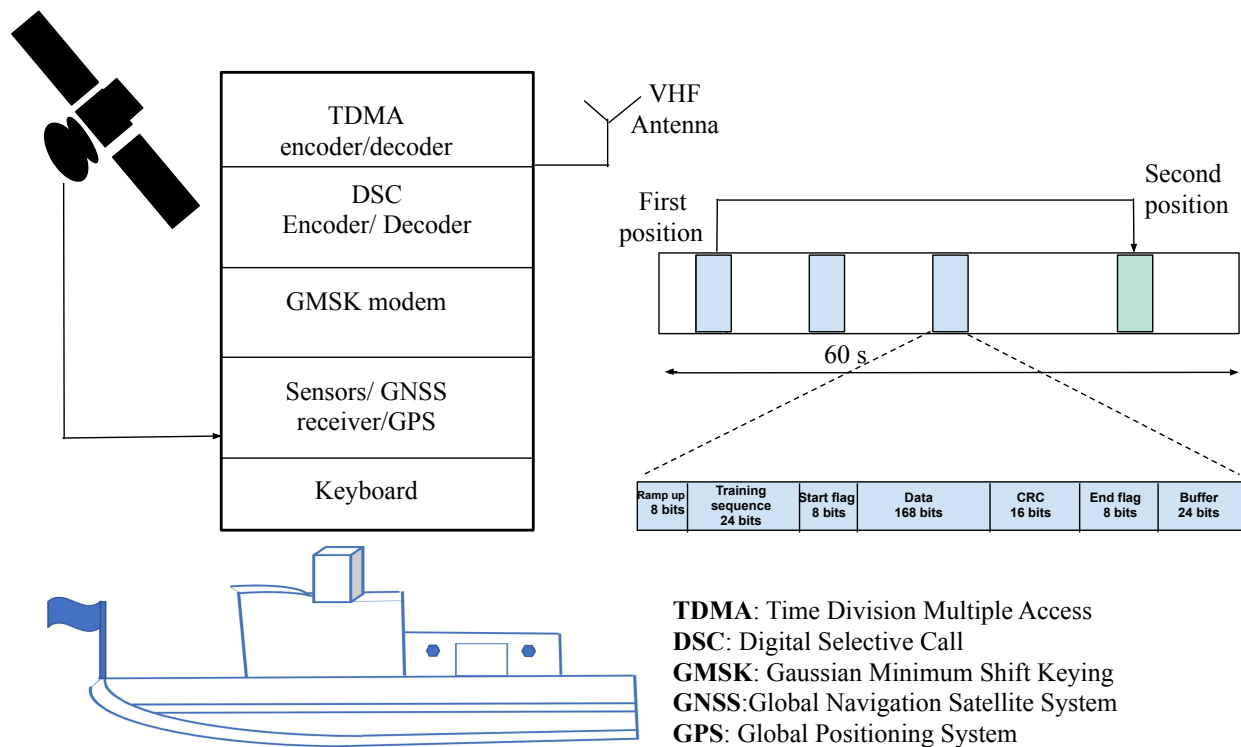 TDMA
encoder/decoder
DSC
Encoder/ Decoder
GMSK modem
Sensors/ GNSS
receiver/GPS
Keyboard
VHF
Antenna
First
position
Second
position
60 s
Ramp up
8 bits
Training
sequence
24 bits
Start flag
8 bits
Data
168 bits
CRC
16 bits
End flag
8 bits
Buffer
24 bits
TDMA: Time Division Multiple Access
DSC: Digital Selective Call
GMSK: Gaussian Minimum Shift Keying
GNSS:Global Navigation Satellite System
GPS: Global Positioning System